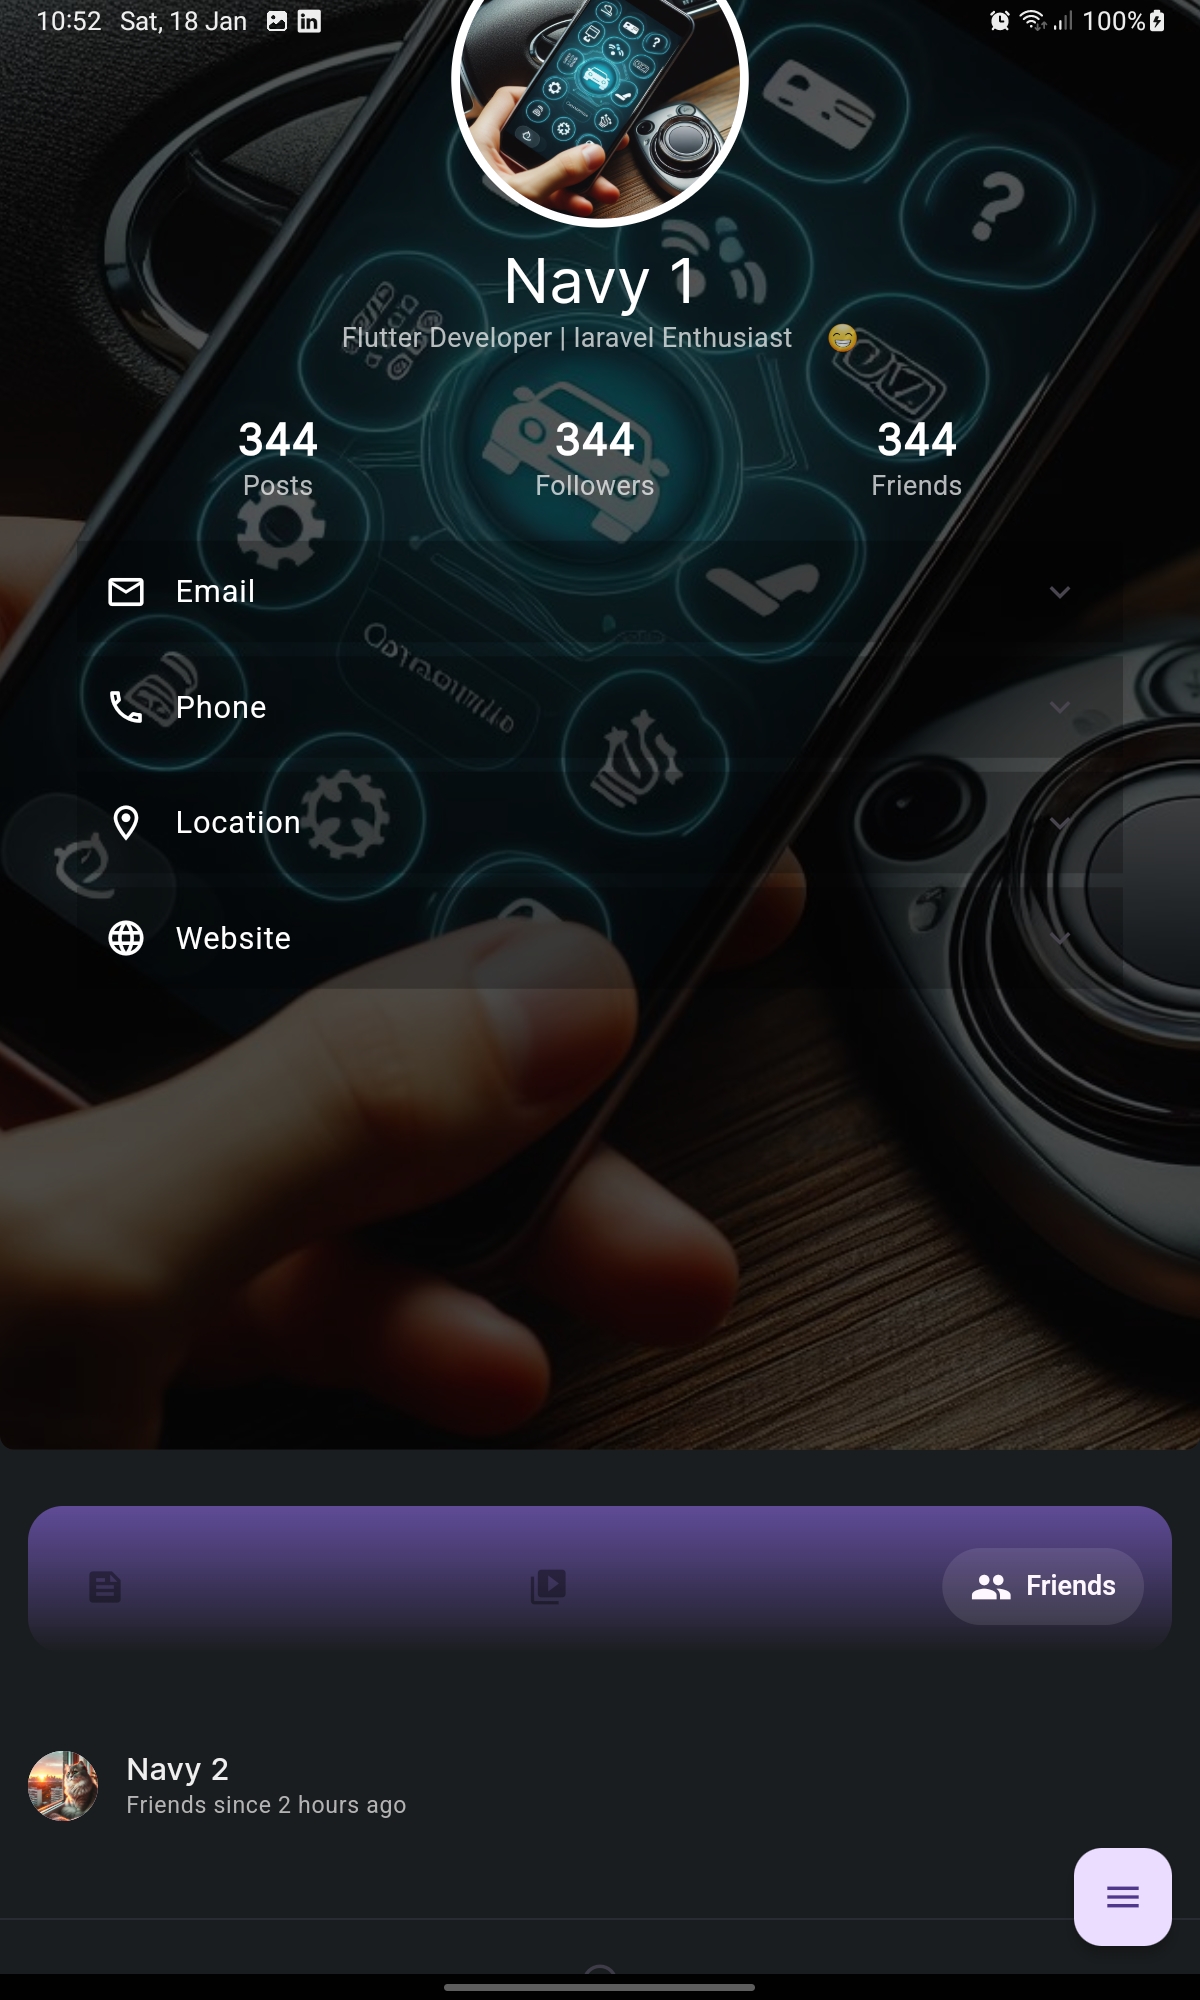 10:52 Sat, 18 Jan
100%
Navy 1
Flutter Developer | laravel Enthusiast 😁
344 344 344
Posts Followers Friends
Email
Phone
Location
Website
Friends
Navy 2
Friends since 2 hours ago